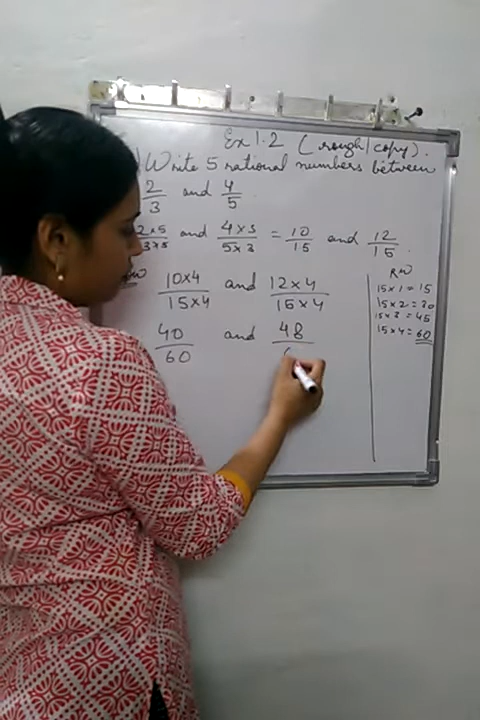 Ex 1.2 (rough/copy).
Write 5 rational numbers between
2/3 and 4/5.
2×5/3×5 and 4×3/5×3 = 10/15 and 12/15.
10×4/15×4 and 12×4/15×4
40/60 and 48/
RW
15×1=15
15×2=30
15×3=45
15×4=60